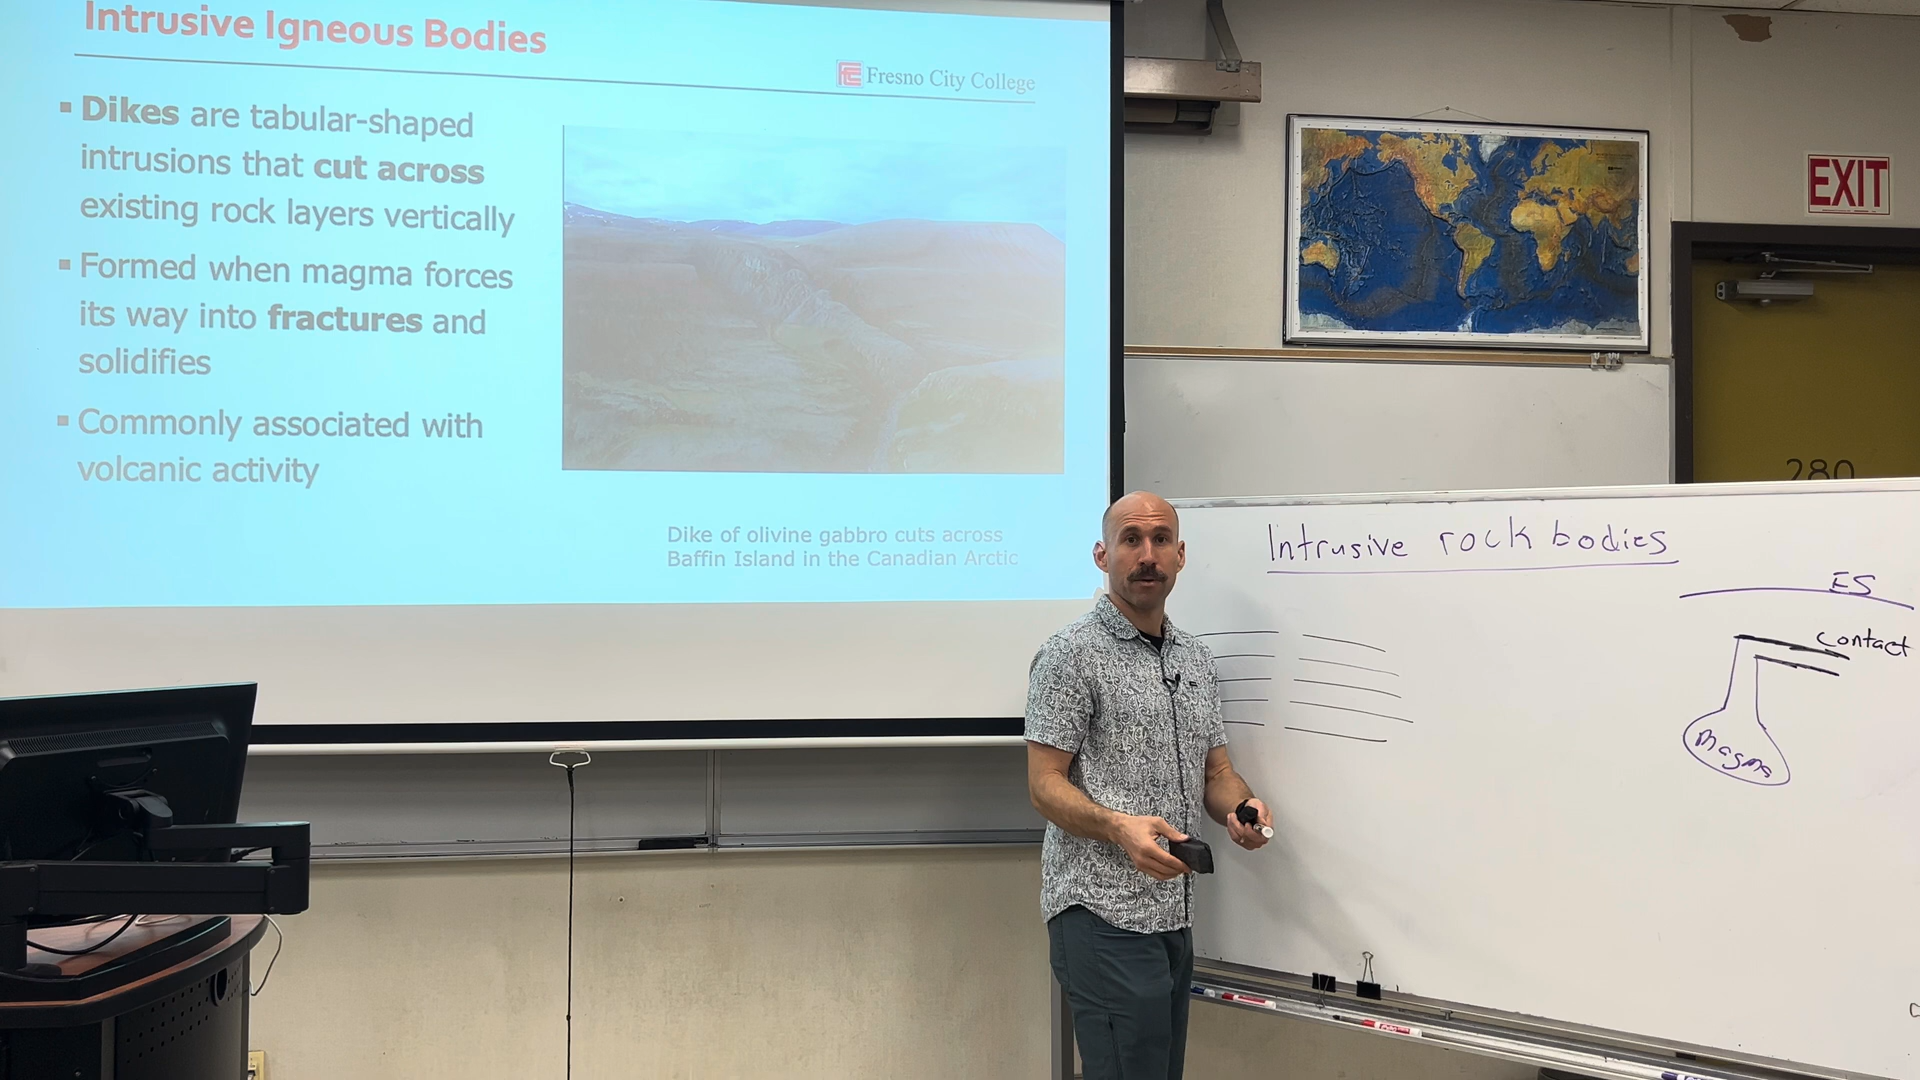 Intrusive Igneous Bodies
Fresno City College
Dikes are tabular-shaped
intrusions that cut across
existing rock layers vertically
Formed when magma forces
its way into fractures and
solidifies
Commonly associated with
volcanic activity
Dike of olivine gabbro cuts across
Baffin Island in the Canadian Arctic
EXIT
280
Intrusive rock bodies
ES
contact
Magma